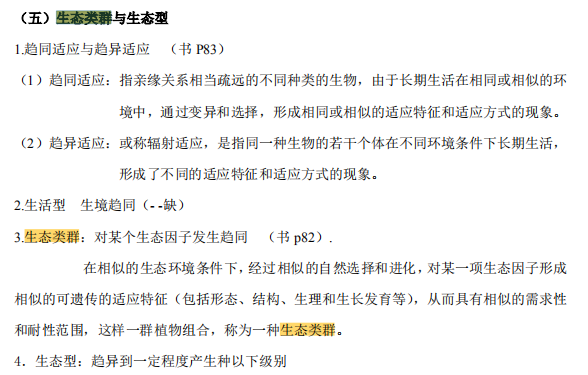 （五）生态类群与生态型
1.趋同适应与趋异适应 （书 P83）
（1）趋同适应：指亲缘关系相当疏远的不同种类的生物，由于长期生活在相同或相似的环
境中，通过变异和选择，形成相同或相似的适应特征和适应方式的现象。
（2）趋异适应：或称辐射适应，是指同一种生物的若干个体在不同环境条件下长期生活，
形成了不同的适应特征和适应方式的现象。
2.生活型 生境趋同（- -缺）
3.生态类群：对某个生态因子发生趋同 （书 p82）.
在相似的生态环境条件下，经过相似的自然选择和进化，对某一项生态因子形成
相似的可遗传的适应特征（包括形态、结构、生理和生长发育等），从而具有相似的需求性
和耐性范围，这样一群植物组合，称为一种生态类群。
4．生态型：趋异到一定程度产生种以下级别